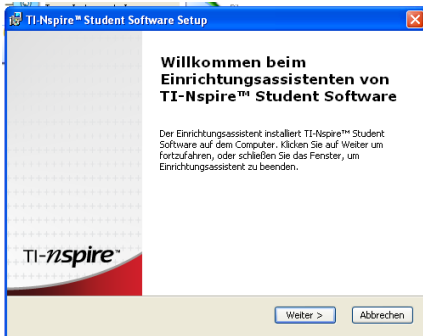 TI-Nspire™ Student Software Setup
Willkommen beim
Einrichtungsassistenten von
TI-Nspire™ Student Software
Der Einrichtungsassistent installiert TI-Nspire™ Student
Software auf dem Computer. Klicken Sie auf Weiter um
fortzufahren, oder schließen Sie das Fenster, um
Einrichtungsassistent zu beenden.
TI-nspire™
Weiter >
Abbrechen